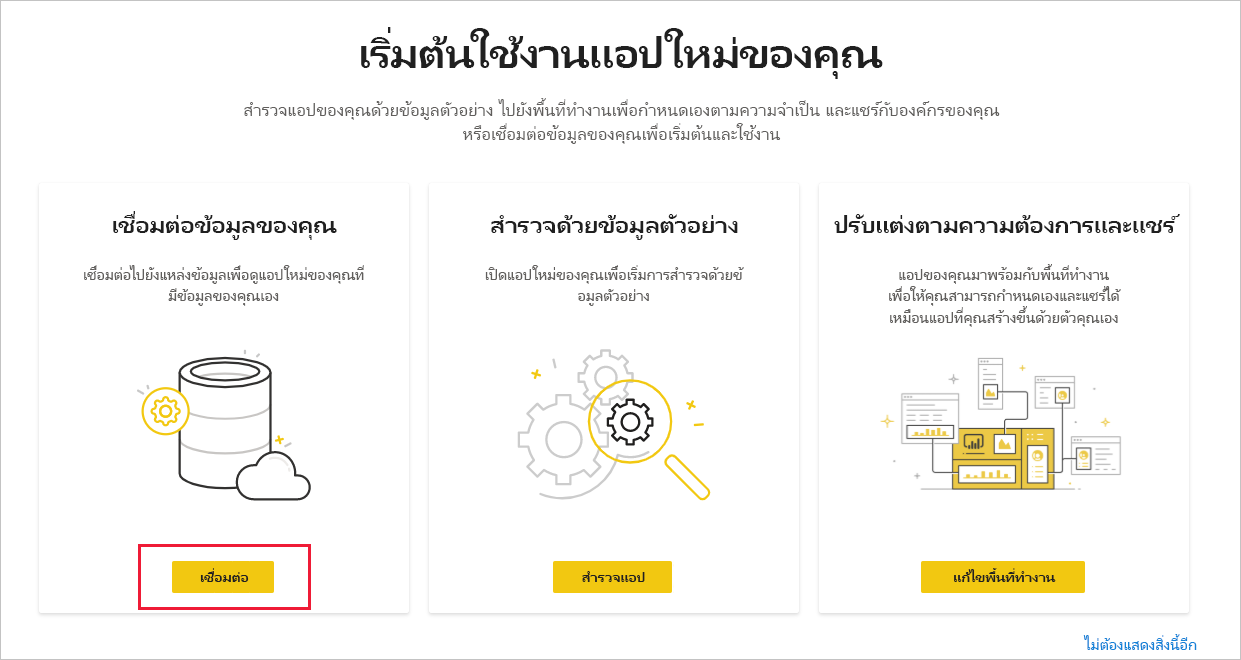 เริ่มต้นใช้งานแอปใหม่ของคุณ
สำรวจแอปของคุณด้วยข้อมูลตัวอย่าง ไปยังพื้นที่ทำงานเพื่อกำหนดเองตามความจำเป็น และแชร์กับองค์กรของคุณ
หรือเชื่อมต่อข้อมูลของคุณเพื่อเริ่มต้นและใช้งาน
เชื่อมต่อข้อมูลของคุณ
เชื่อมต่อไปยังแหล่งข้อมูลเพื่อดูแอปใหม่ของคุณที่
มีข้อมูลของคุณเอง
เชื่อมต่อ
สำรวจด้วยข้อมูลตัวอย่าง
เปิดแอปใหม่ของคุณเพื่อเริ่มการสำรวจด้วยข้
อมูลตัวอย่าง
สำรวจแอป
ปรับแต่งตามความต้องการและแชร์
แอปของคุณมาพร้อมกับพื้นที่ทำงาน
เพื่อให้คุณสามารถกำหนดเองและแชร์ได้
เหมือนแอปที่คุณสร้างขึ้นด้วยตัวคุณเอง
แก้ไขพื้นที่ทำงาน
ไม่ต้องแสดงสิ่งนี้อีก